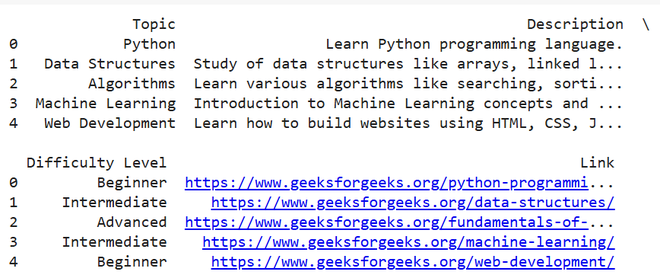 Topic Description \
0 Python Learn Python programming language.
1 Data Structures Study of data structures like arrays, linked l...
2 Algorithms Learn various algorithms like searching, sorti...
3 Machine Learning Introduction to Machine Learning concepts and ...
4 Web Development Learn how to build websites using HTML, CSS, J...
Difficulty Level Link
0 Beginner https://www.geeksforgeeks.org/python-programmi...
1 Intermediate https://www.geeksforgeeks.org/data-structures/
2 Advanced https://www.geeksforgeeks.org/fundamentals-of-...
3 Intermediate https://www.geeksforgeeks.org/machine-learning/
4 Beginner https://www.geeksforgeeks.org/web-development/